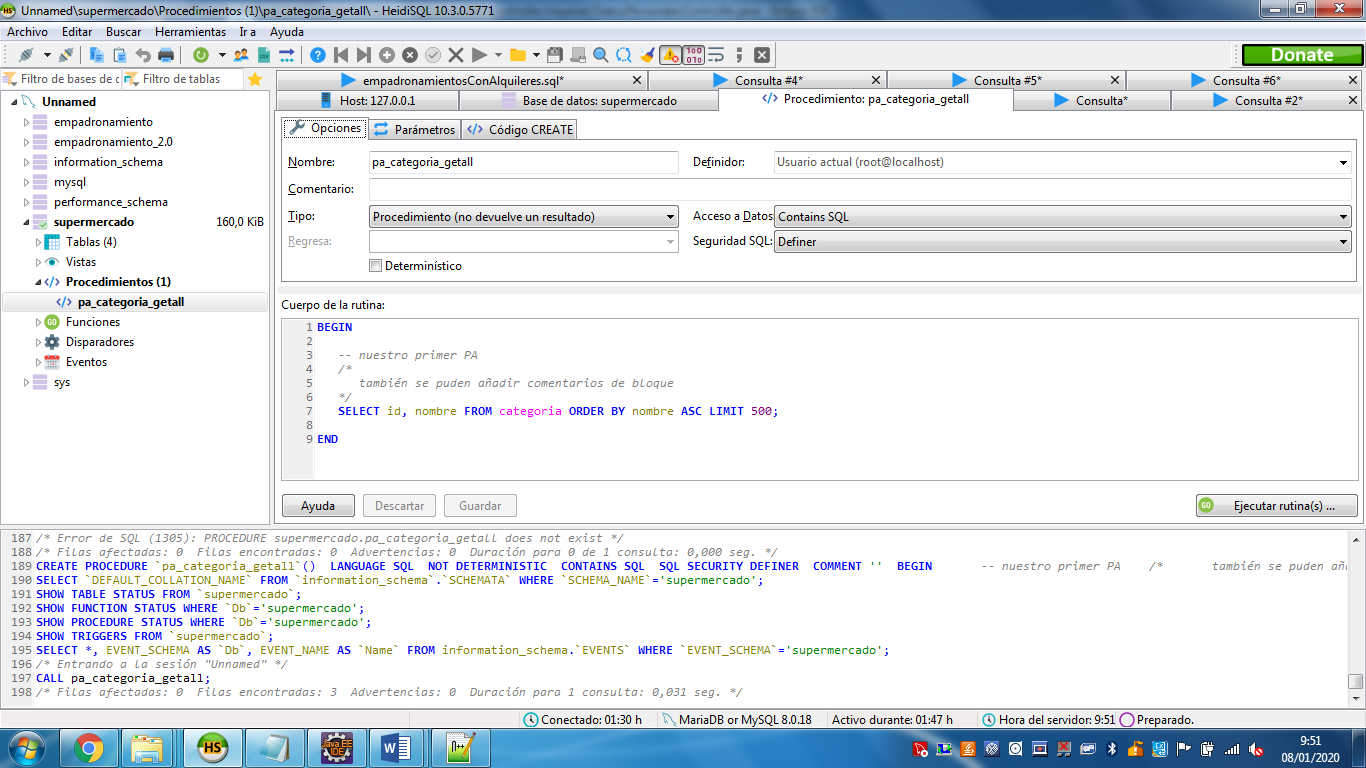 Unnamed\supermercado\Procedimientos (1)\pa_categoria_getall\ - HeidiSQL 10.3.0.5771
Archivo Editar Buscar Herramientas Ir a Ayuda
Donate
Filtro de bases de d Filtro de tablas
empadronamientosConAlquileres.sql* Consulta #4* Consulta #5* Consulta #6*
Host: 127.0.0.1 Base de datos: supermercado Procedimiento: pa_categoria_getall Consulta* Consulta #2*
Unnamed
empadronamiento
empadronamiento_2.0
information_schema
mysql
performance_schema
supermercado 160,0 KiB
Tablas (4)
Vistas
Procedimientos (1)
pa_categoria_getall
Funciones
Disparadores
Eventos
sys
Opciones Parámetros Código CREATE
Nombre: pa_categoria_getall Definidor: Usuario actual (root@localhost)
Comentario:
Tipo: Procedimiento (no devuelve un resultado) Acceso a Datos Contains SQL
Regresa: Seguridad SQL: Definer
Determinístico
Cuerpo de la rutina:
1 BEGIN
2
3 -- nuestro primer PA
4 /*
5 también se puden añadir comentarios de bloque
6 */
7 SELECT id, nombre FROM categoria ORDER BY nombre ASC LIMIT 500;
8
9 END
Ayuda Descartar Guardar Ejecutar rutina(s) ...
187 /* Error de SQL (1305): PROCEDURE supermercado.pa_categoria_getall does not exist */
188 /* Filas afectadas: 0 Filas encontradas: 0 Advertencias: 0 Duración para 0 de 1 consulta: 0,000 seg. */
189 CREATE PROCEDURE `pa_categoria_getall`() LANGUAGE SQL NOT DETERMINISTIC CONTAINS SQL SQL SECURITY DEFINER COMMENT '' BEGIN -- nuestro primer PA /* también se puden aña
190 SELECT `DEFAULT_COLLATION_NAME` FROM `information_schema`.`SCHEMATA` WHERE `SCHEMA_NAME`='supermercado';
191 SHOW TABLE STATUS FROM `supermercado`;
192 SHOW FUNCTION STATUS WHERE `Db`='supermercado';
193 SHOW PROCEDURE STATUS WHERE `Db`='supermercado';
194 SHOW TRIGGERS FROM `supermercado`;
195 SELECT *, EVENT_SCHEMA AS `Db`, EVENT_NAME AS `Name` FROM information_schema.`EVENTS` WHERE `EVENT_SCHEMA`='supermercado';
196 /* Entrando a la sesión "Unnamed" */
197 CALL pa_categoria_getall;
198 /* Filas afectadas: 0 Filas encontradas: 3 Advertencias: 0 Duración para 1 consulta: 0,031 seg. */
Conectado: 01:30 h MariaDB or MySQL 8.0.18 Activo durante: 01:47 h Hora del servidor: 9:51 Preparado.
9:51
08/01/2020